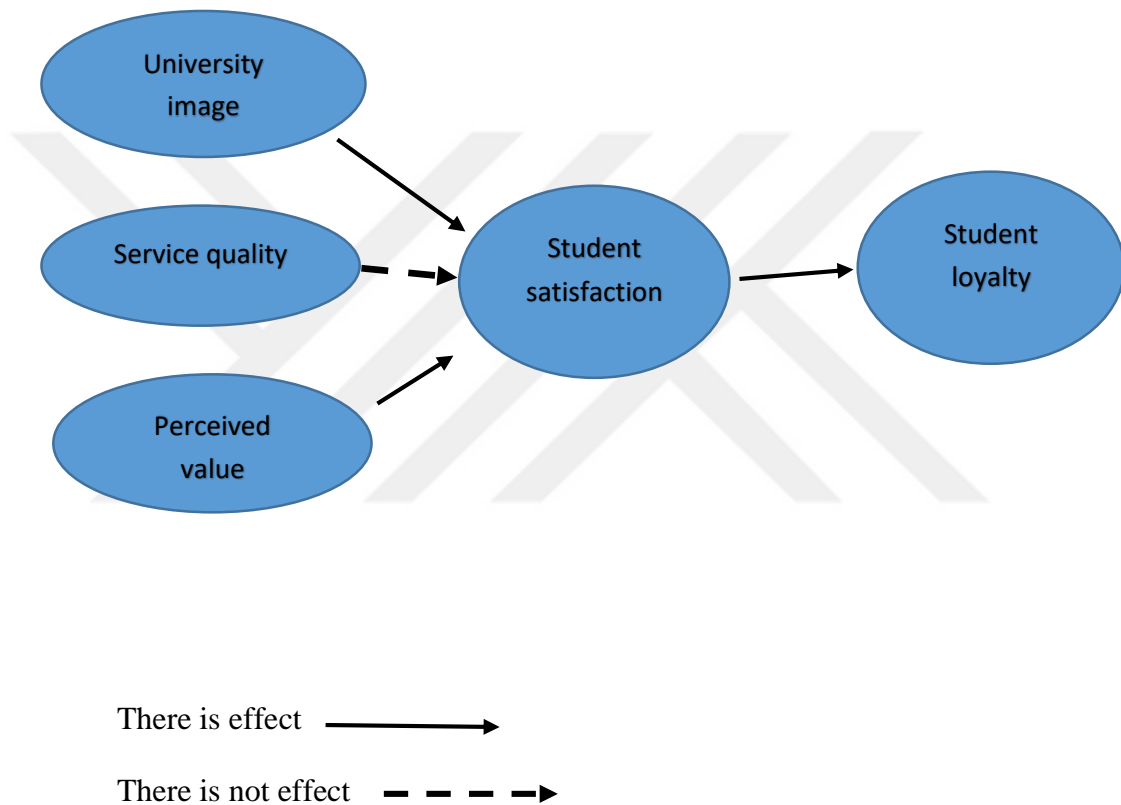 University
image
Service quality
Perceived
value
Student
satisfaction
Student
loyalty
There is effect
There is not effect